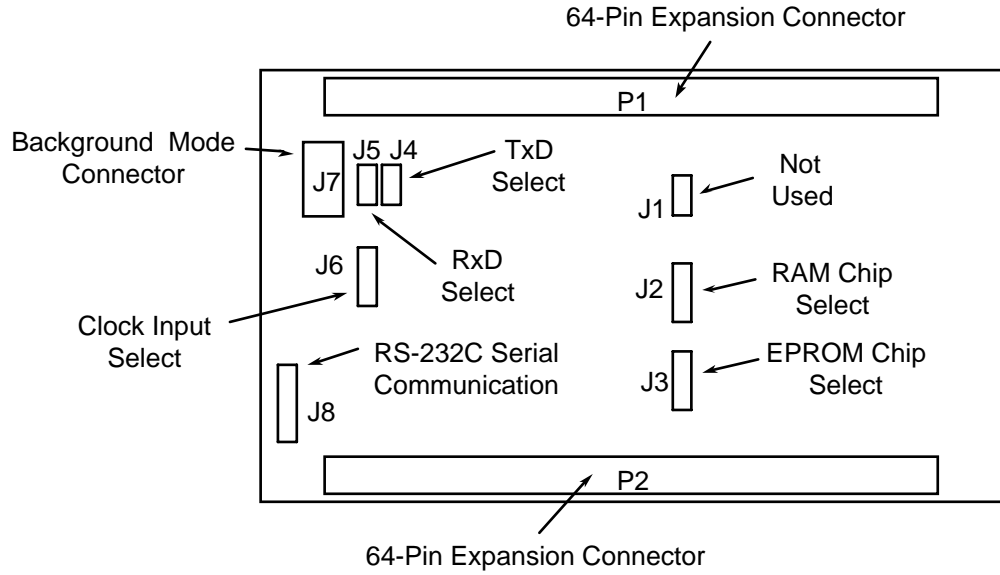 64-Pin Expansion Connector
P1
Background Mode
Connector
J5
J4
TxD
Select
J7
Not
Used
J1
J6
RxD
Select
J2
RAM Chip
Select
Clock Input
Select
RS-232C Serial
Communication
J3
EPROM Chip
Select
J8
P2
64-Pin Expansion Connector